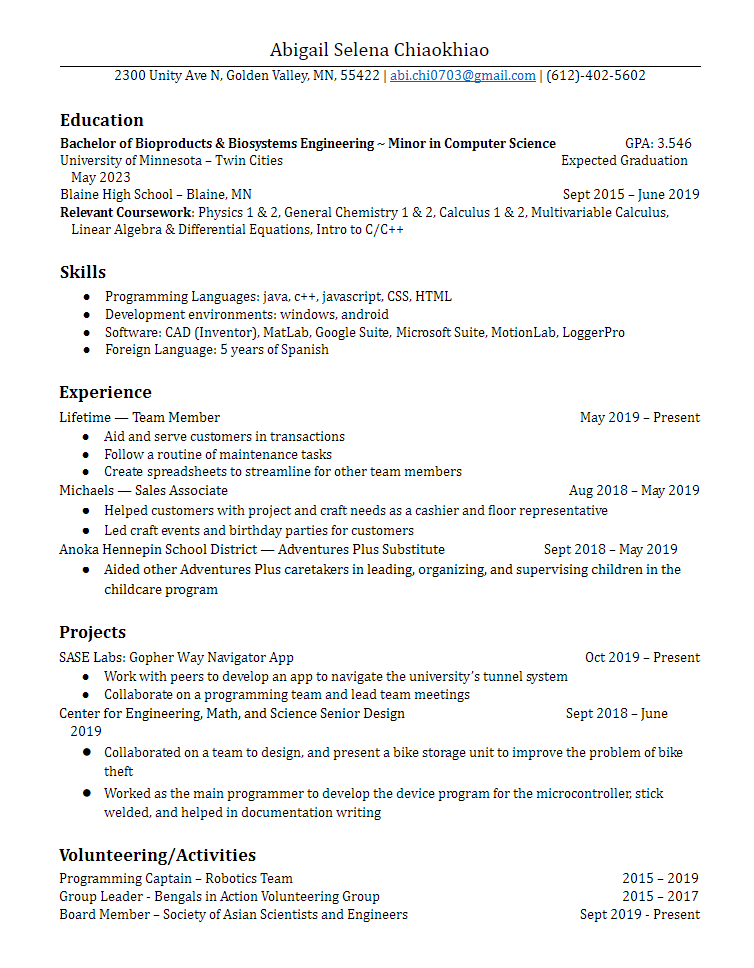 Abigail Selena Chiaokhiao
2300 Unity Ave N, Golden Valley, MN, 55422 | abi.chi0703@gmail.com | (612)-402-5602
Education
Bachelor of Bioproducts & Biosystems Engineering ~ Minor in Computer Science GPA: 3.546
University of Minnesota – Twin Cities Expected Graduation
May 2023
Blaine High School – Blaine, MN Sept 2015 – June 2019
Relevant Coursework: Physics 1 & 2, General Chemistry 1 & 2, Calculus 1 & 2, Multivariable Calculus,
Linear Algebra & Differential Equations, Intro to C/C++
Skills
● Programming Languages: java, c++, javascript, CSS, HTML
● Development environments: windows, android
● Software: CAD (Inventor), MatLab, Google Suite, Microsoft Suite, MotionLab, LoggerPro
● Foreign Language: 5 years of Spanish
Experience
Lifetime — Team Member May 2019 – Present
● Aid and serve customers in transactions
● Follow a routine of maintenance tasks
● Create spreadsheets to streamline for other team members
Michaels — Sales Associate Aug 2018 – May 2019
● Helped customers with project and craft needs as a cashier and floor representative
● Led craft events and birthday parties for customers
Anoka Hennepin School District — Adventures Plus Substitute Sept 2018 – May 2019
● Aided other Adventures Plus caretakers in leading, organizing, and supervising children in the
childcare program
Projects
SASE Labs: Gopher Way Navigator App Oct 2019 – Present
● Work with peers to develop an app to navigate the university’s tunnel system
● Collaborate on a programming team and lead team meetings
Center for Engineering, Math, and Science Senior Design Sept 2018 – June
2019
● Collaborated on a team to design, and present a bike storage unit to improve the problem of bike
theft
● Worked as the main programmer to develop the device program for the microcontroller, stick
welded, and helped in documentation writing
Volunteering/Activities
Programming Captain – Robotics Team 2015 – 2019
Group Leader - Bengals in Action Volunteering Group 2015 – 2017
Board Member – Society of Asian Scientists and Engineers Sept 2019 - Present